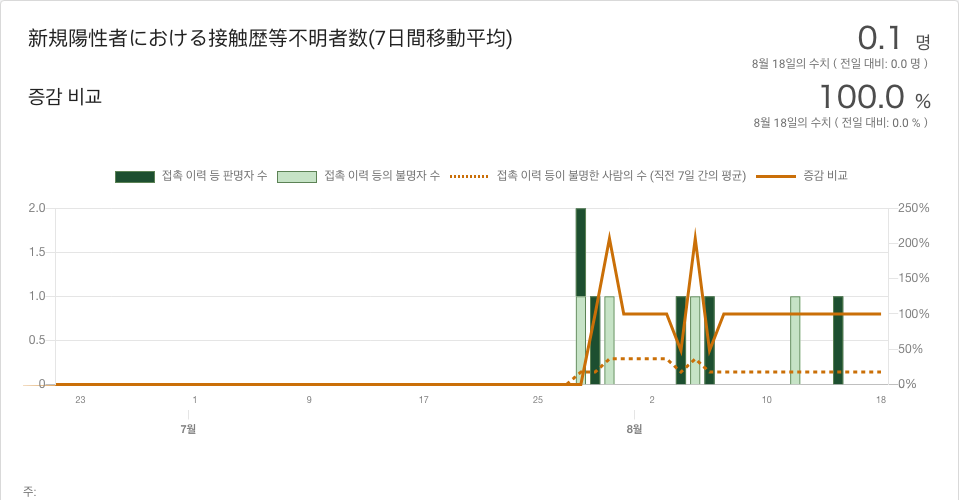 新規陽性者における接触歴等不明者数(7日間移動平均)
0.1 名
8월 18일의 수치 ( 전일 대비: 0.0 명 )
증감 비교
100.0 %
8월 18일의 수치 ( 전일 대비: 0.0 % )
접촉 이력 등 판명자 수 접촉 이력 등의 불명자 수 접촉 이력 등이 불명한 사람의 수 (직전 7일 간의 평균) 증감 비교
2.0 250%
200%
1.5
150%
1.0
100%
0.5
50%
0 0%
23 1 9 17 25 2 10 18
7월 8월
주: